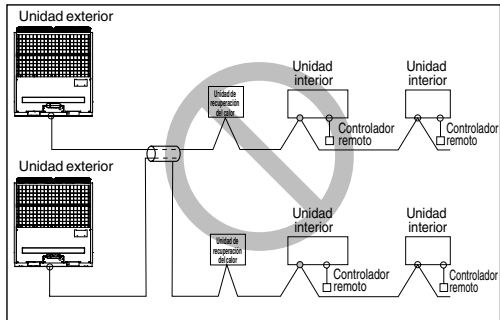 Unidad exterior
Unidad de
recuperación
del calor
Unidad
interior
Controlador
remoto
Unidad
interior
Controlador
remoto
Unidad exterior
Unidad de
recuperación
del calor
Unidad
interior
Controlador
remoto
Unidad
interior
Controlador
remoto